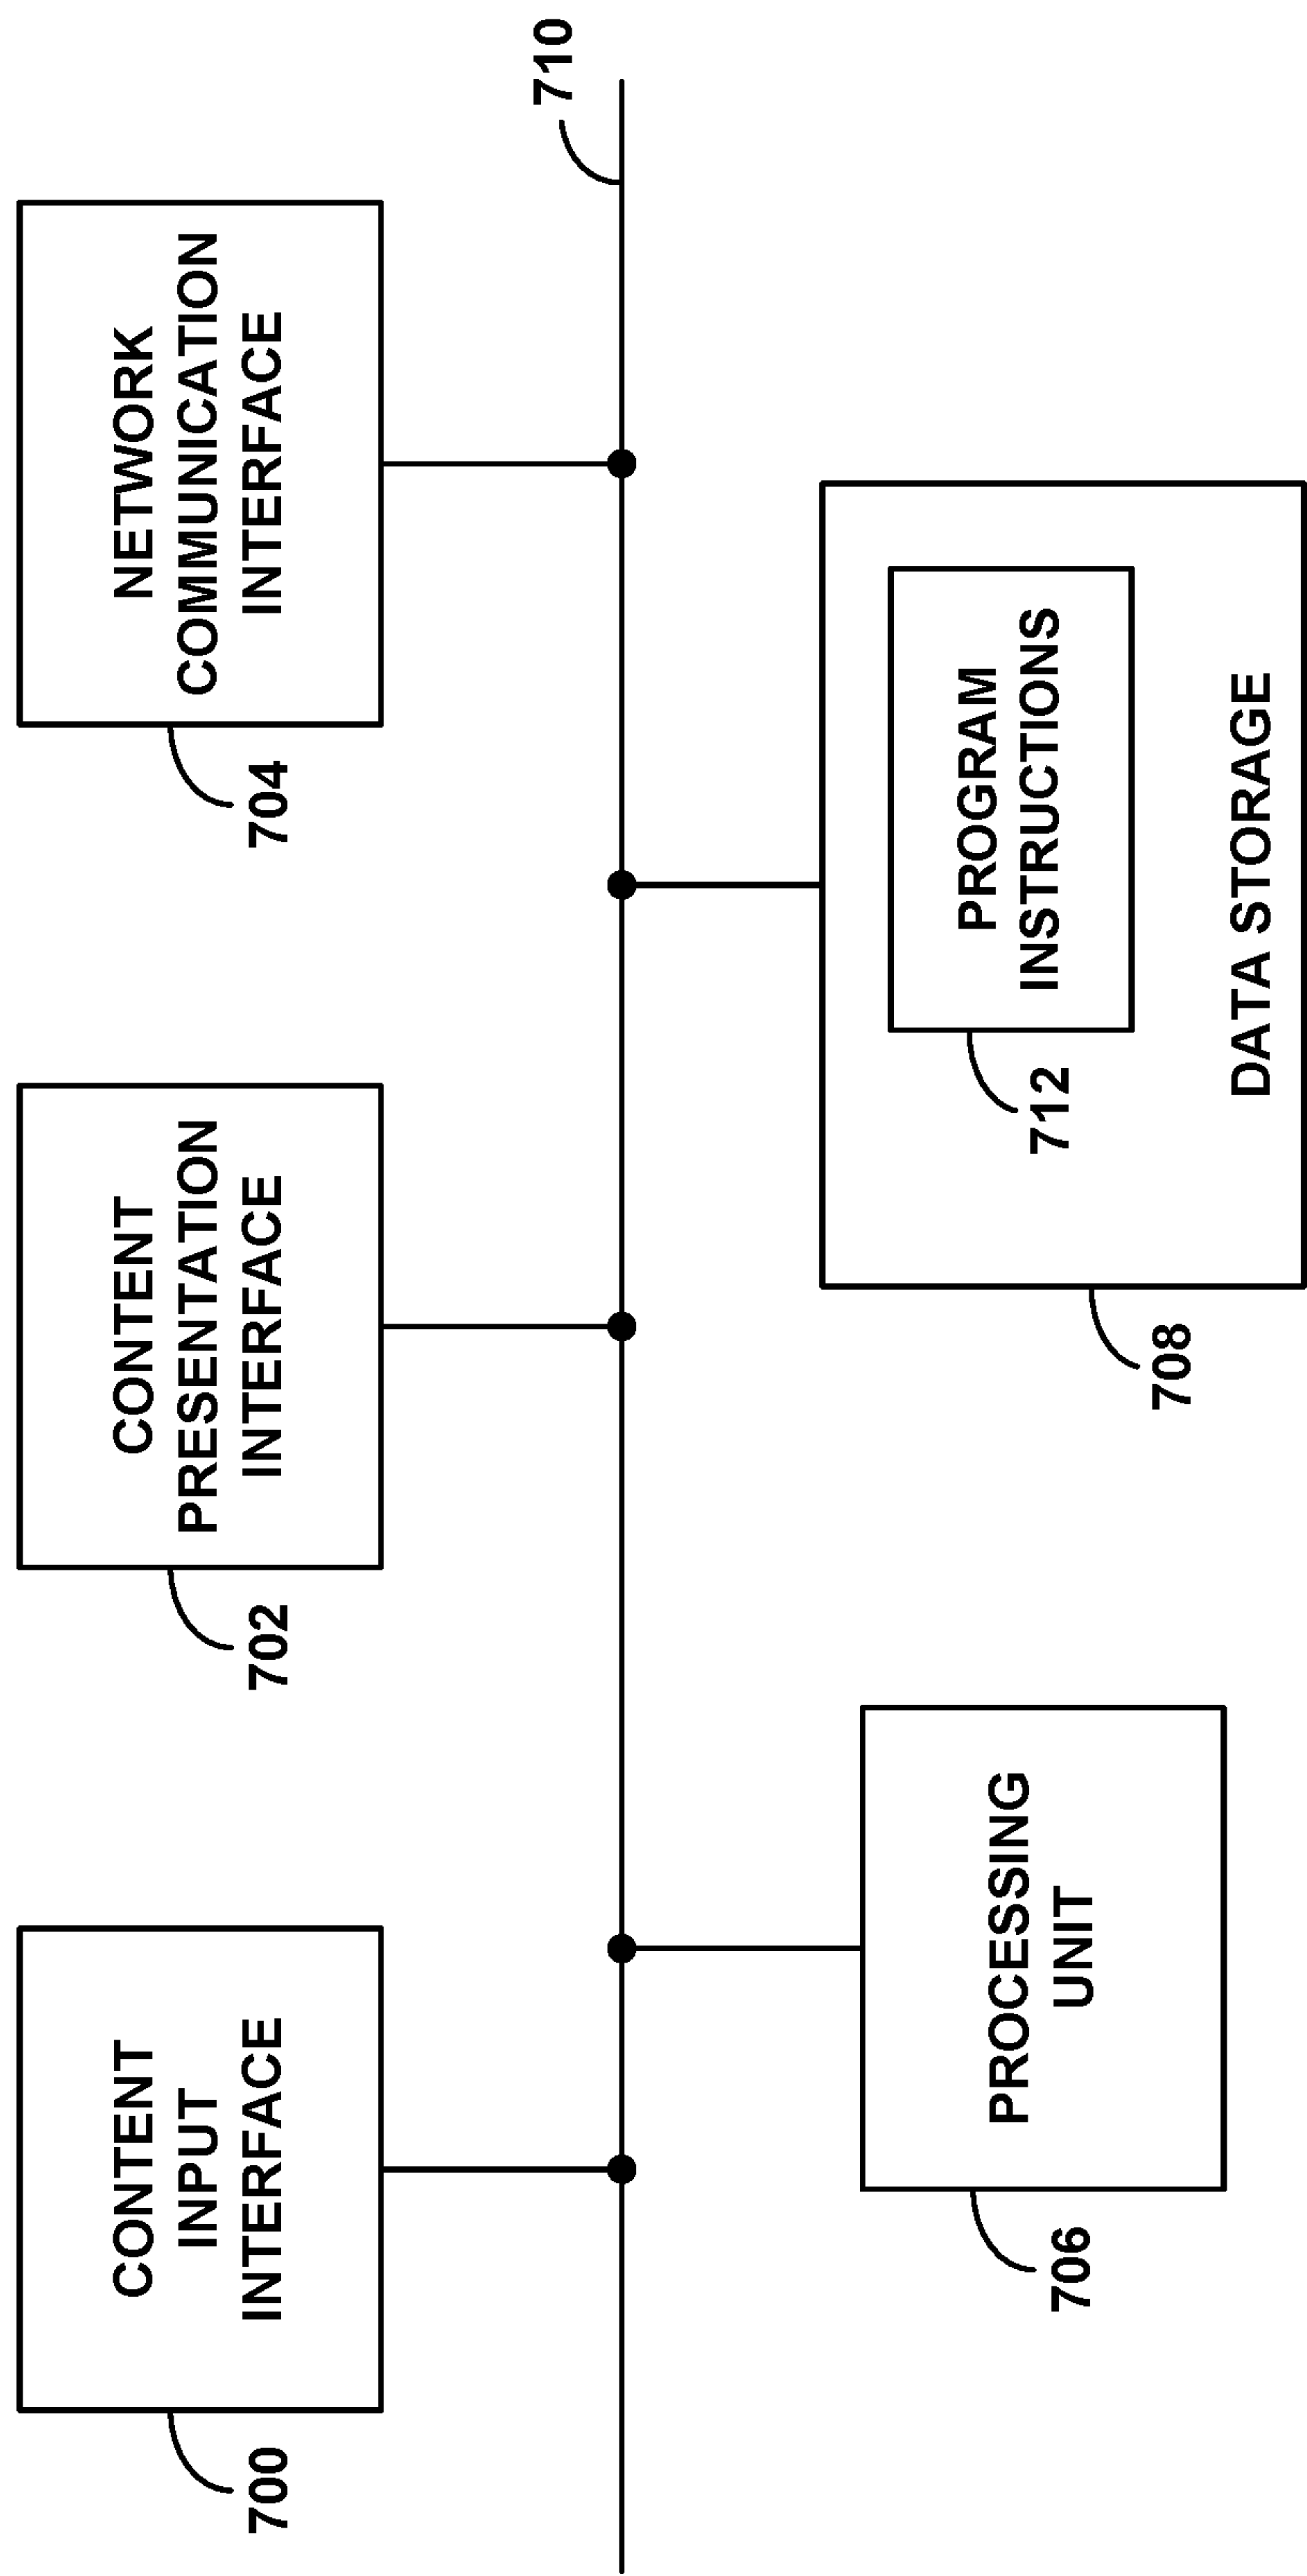 CONTENT
INPUT
INTERFACE
700
CONTENT
PRESENTATION
INTERFACE
702
NETWORK
COMMUNICATION
INTERFACE
704
710
PROCESSING
UNIT
706
PROGRAM
INSTRUCTIONS
712
DATA STORAGE
708